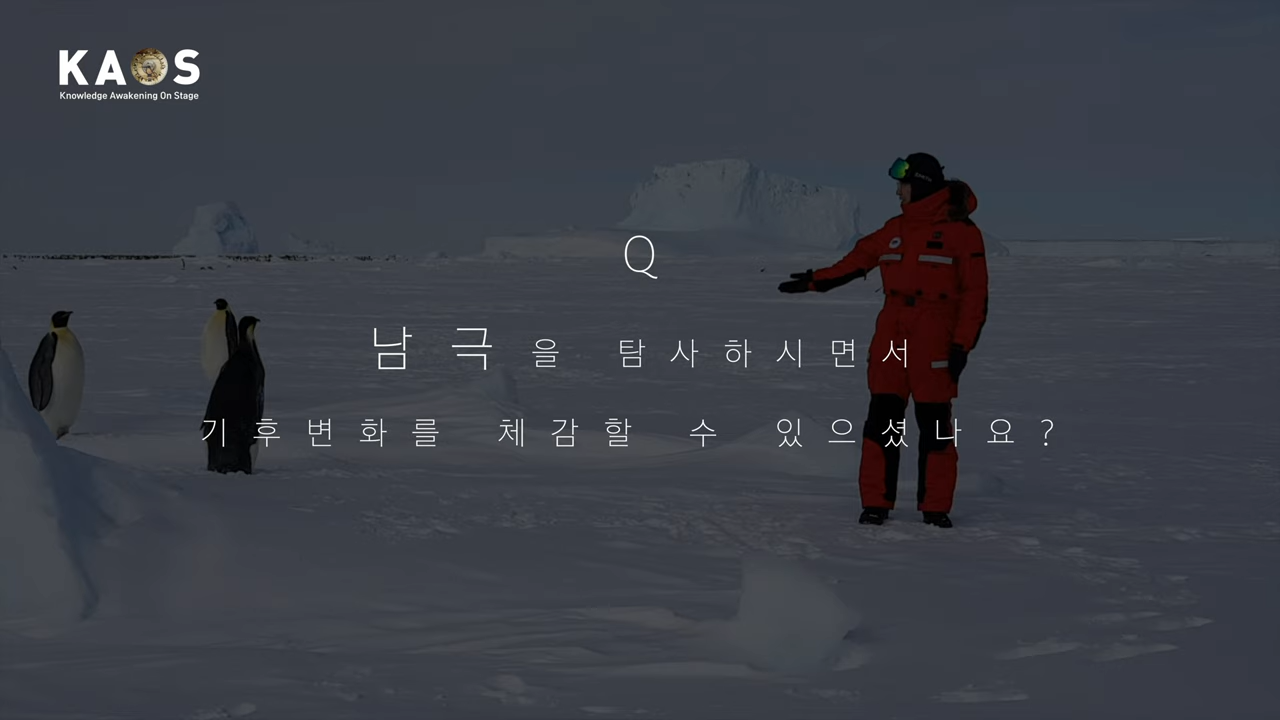 KAOS
Knowledge Awakening On Stage
Q
남극을 탐사하시면서
기후변화를 체감할 수 있으셨나요?